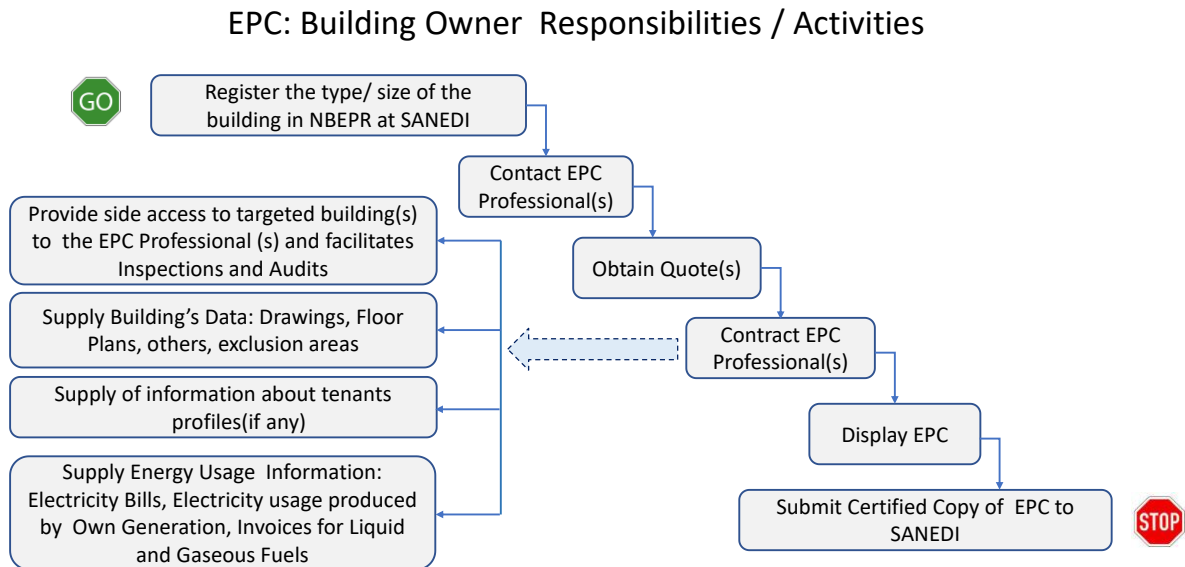 EPC: Building Owner Responsibilities / Activities
GO
Register the type/ size of the
building in NBEPR at SANEDI
Contact EPC
Professional(s)
Obtain Quote(s)
Contract EPC
Professional(s)
Provide side access to targeted building(s)
to the EPC Professional (s) and facilitates
Inspections and Audits
Supply Building's Data: Drawings, Floor
Plans, others, exclusion areas
Supply of information about tenants
profiles(if any)
Supply Energy Usage Information:
Electricity Bills, Electricity usage produced
by Own Generation, Invoices for Liquid
and Gaseous Fuels
Display EPC
Submit Certified Copy of EPC to
SANEDI
STOP